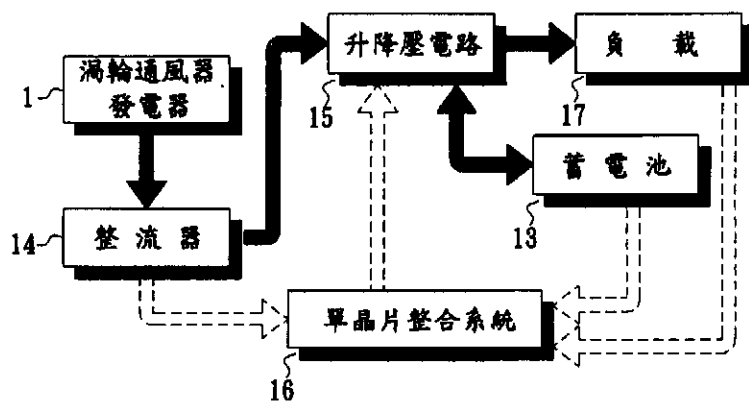 升降壓電路
負載
15
17
渦輪通風器
發電器
1
蓄電池
13
整流器
14
單晶片整合系統
16